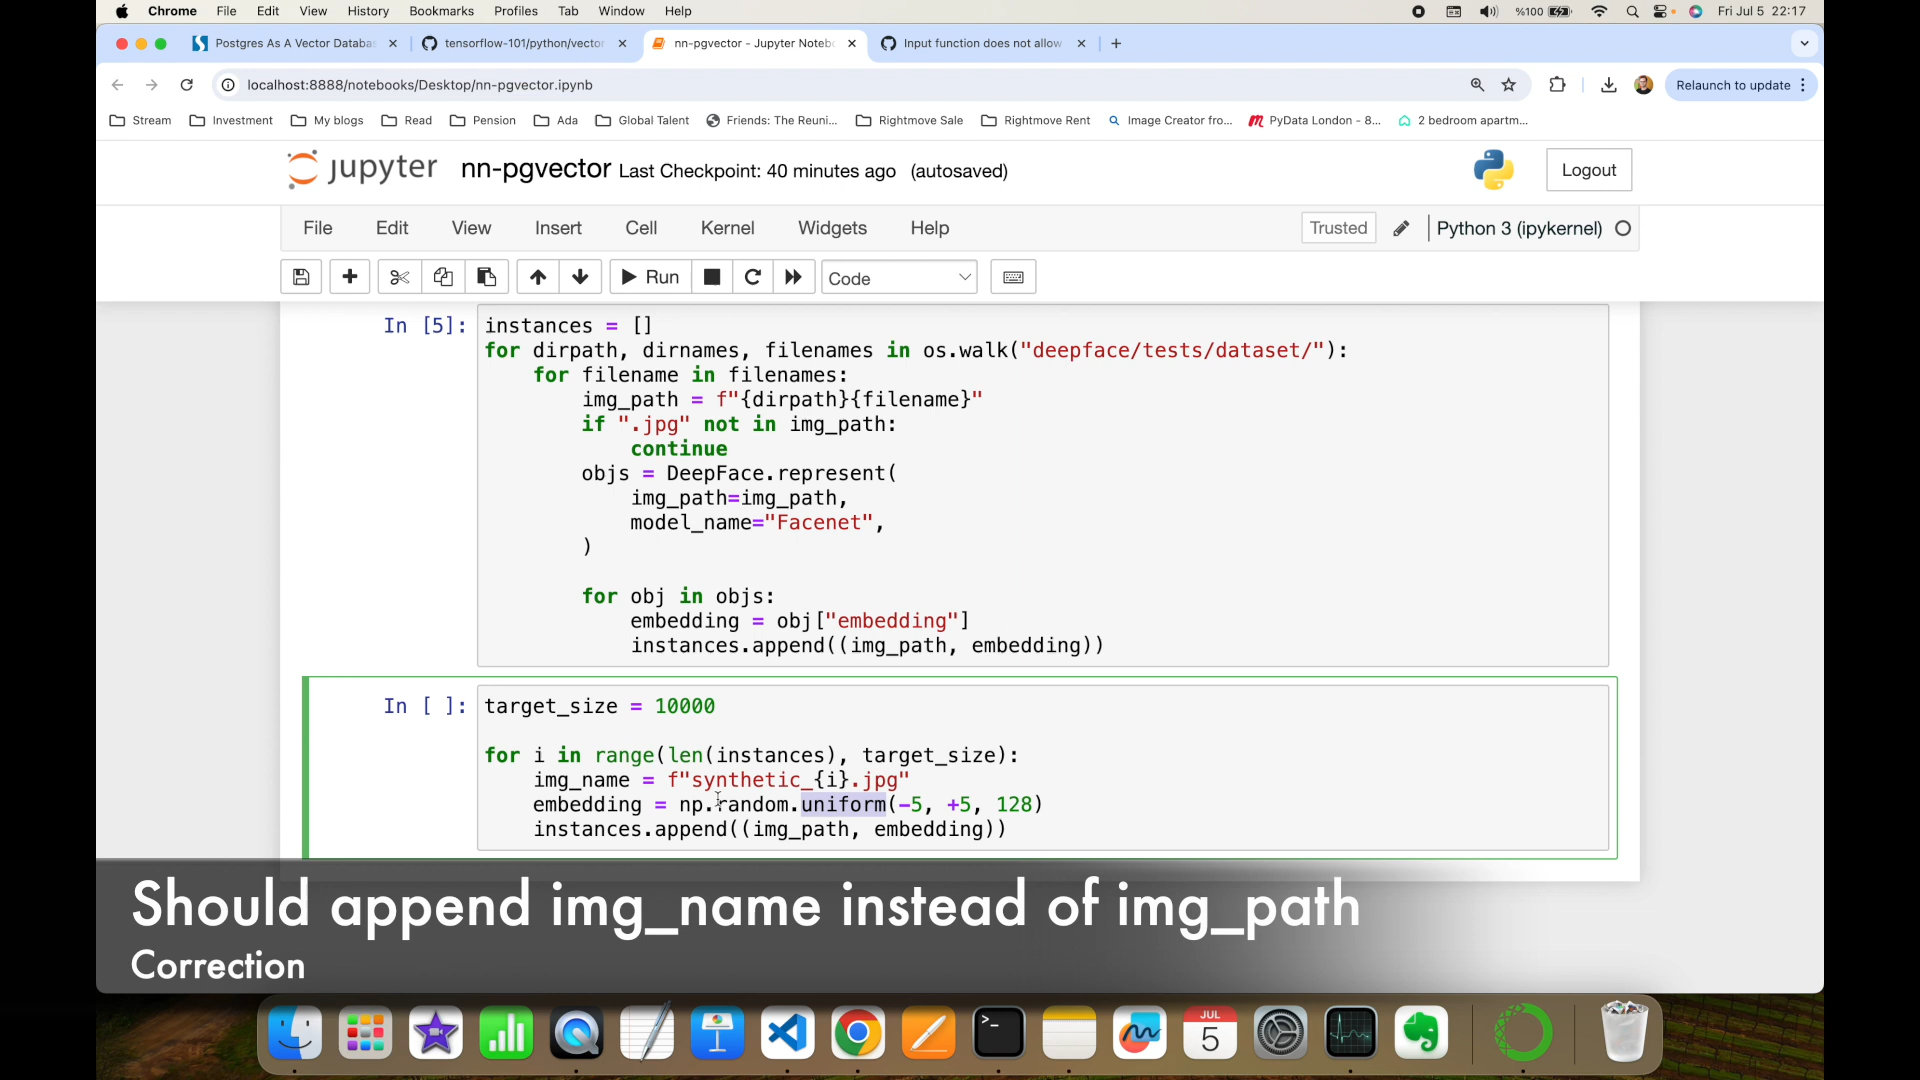 Chrome File Edit View History Bookmarks Profiles Tab Window Help %100 Fri Jul 5 22:17
Postgres As A Vector Databas tensorflow-101/python/vector nn-pgvector - Jupyter Notebo Input function does not allow
localhost:8888/notebooks/Desktop/nn-pgvector.ipynb Relaunch to update
Stream Investment My blogs Read Pension Ada Global Talent Friends: The Reuni... Rightmove Sale Rightmove Rent Image Creator fro... PyData London - 8... 2 bedroom apartm...
jupyter nn-pgvector Last Checkpoint: 40 minutes ago (autosaved) Logout
File Edit View Insert Cell Kernel Widgets Help Trusted Python 3 (ipykernel)
Run Code
In [5]: instances = []
for dirpath, dirnames, filenames in os.walk("deepface/tests/dataset/"):
    for filename in filenames:
        img_path = f"{dirpath}{filename}"
        if ".jpg" not in img_path:
            continue
        objs = DeepFace.represent(
            img_path=img_path,
            model_name="Facenet",
        )
        for obj in objs:
            embedding = obj["embedding"]
            instances.append((img_path, embedding))
In [ ]: target_size = 10000
for i in range(len(instances), target_size):
    img_name = f"synthetic_{i}.jpg"
    embedding = np.random.uniform(-5, +5, 128)
    instances.append((img_path, embedding))
Should append img_name instead of img_path
Correction
JUL
5